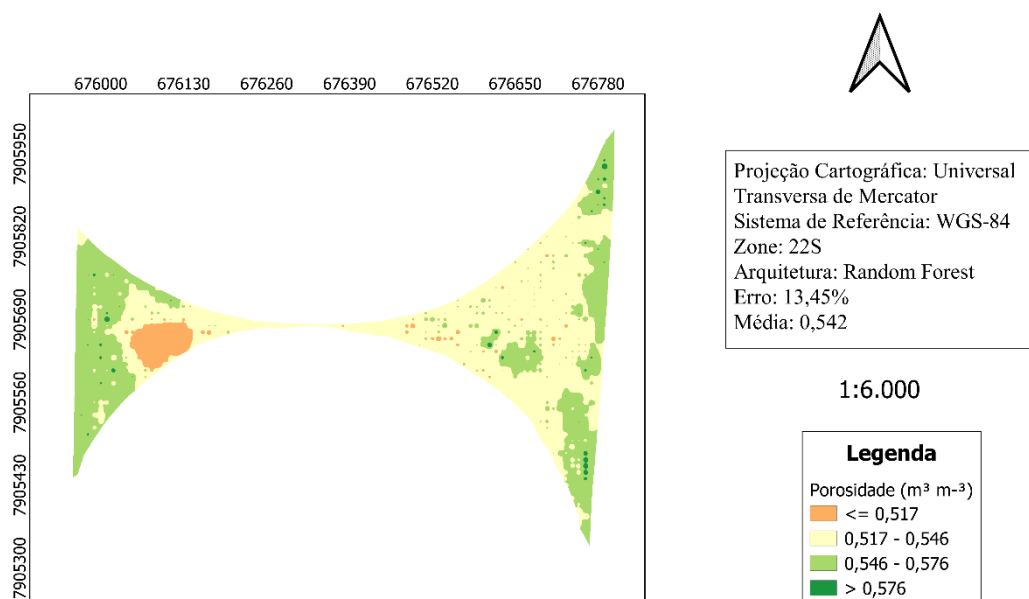 676000 676130 676260 676390 676520 676650 676780
7905950
7905820
7905690
7905560
7905430
7905300
Projeção Cartográfica: Universal
Transversa de Mercator
Sistema de Referência: WGS-84
Zone: 22S
Arquitetura: Random Forest
Erro: 13,45%
Média: 0,542
1:6.000
Legenda
Porosidade (m³ m-³)
<= 0,517
0,517 - 0,546
0,546 - 0,576
> 0,576